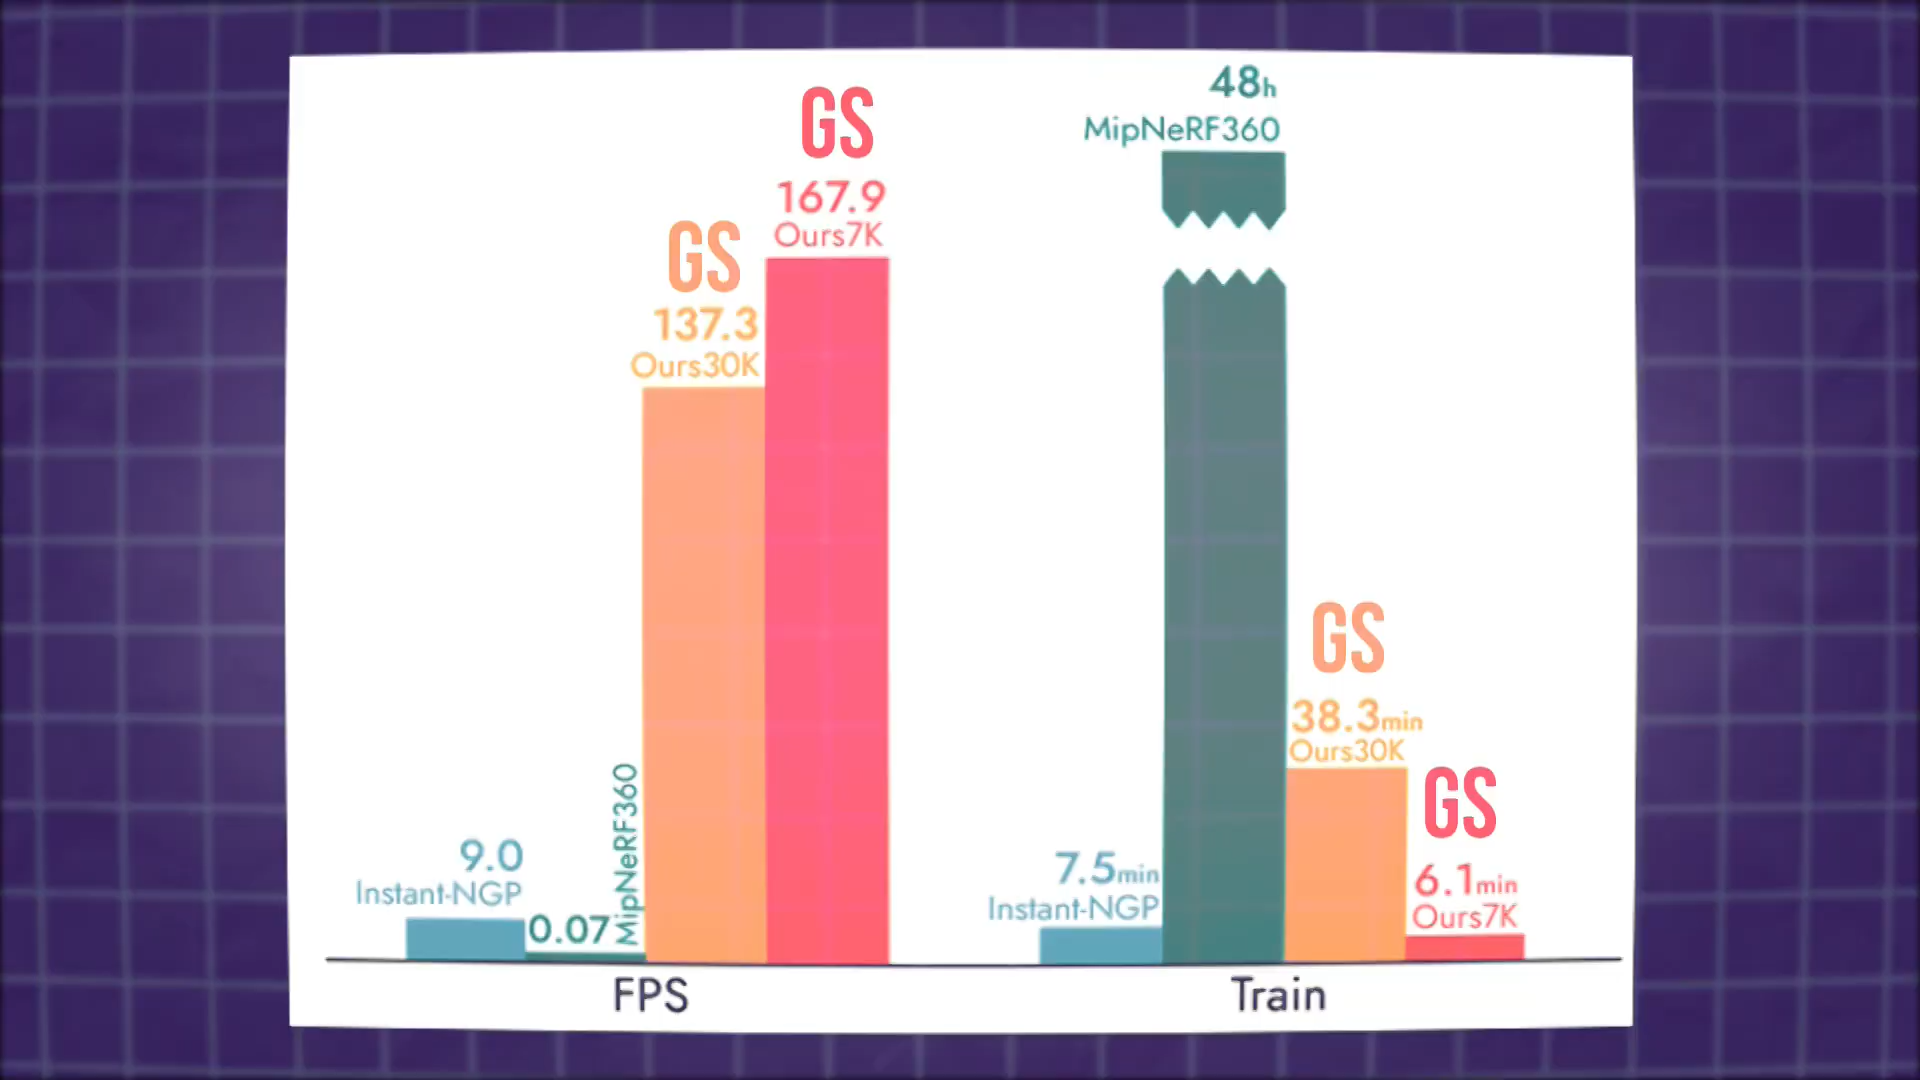 GS
167.9
Ours7K
GS
137.3
Ours30K
9.0
Instant-NGP
0.07
MipNeRF360
FPS
48h
MipNeRF360
GS
38.3min
Ours30K
GS
6.1min
Ours7K
7.5min
Instant-NGP
Train